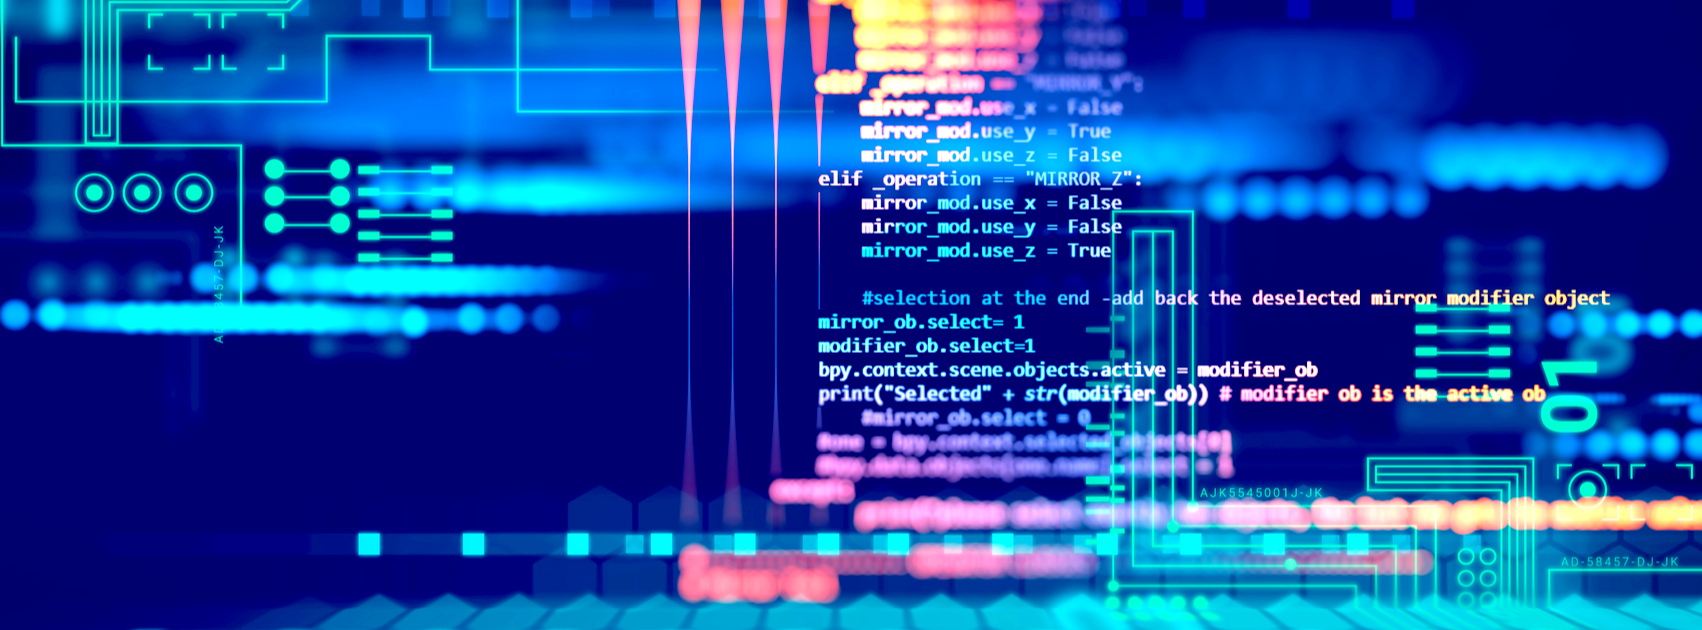 elif _operation == "MIRROR_Y":
mirror_mod.use_x = False
mirror_mod.use_y = True
mirror_mod.use_z = False
elif _operation == "MIRROR_Z":
mirror_mod.use_x = False
mirror_mod.use_y = False
mirror_mod.use_z = True
#selection at the end -add back the deselected mirror modifier object
mirror_ob.select= 1
modifier_ob.select=1
bpy.context.scene.objects.active = modifier_ob
print("Selected" + str(modifier_ob)) # modifier ob is the active ob
#mirror_ob.select = 0
01
AJK5545001J-JK
AD-58457-DJ-JK